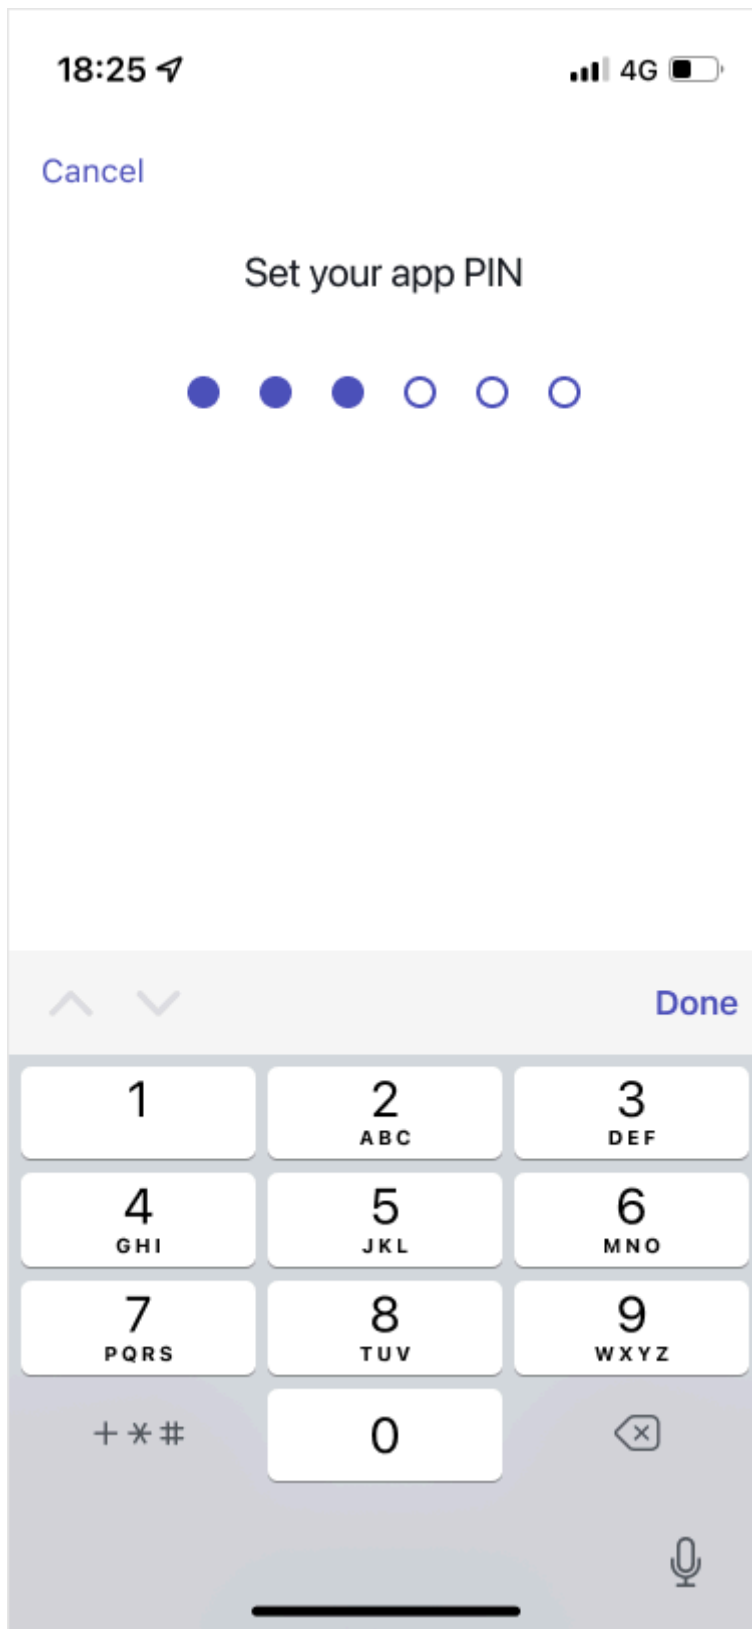 18:25 4G
Cancel
Set your app PIN
Done
1 2 3
ABC DEF
4 5 6
GHI JKL MNO
7 8 9
PQRS TUV WXYZ
+*# 0